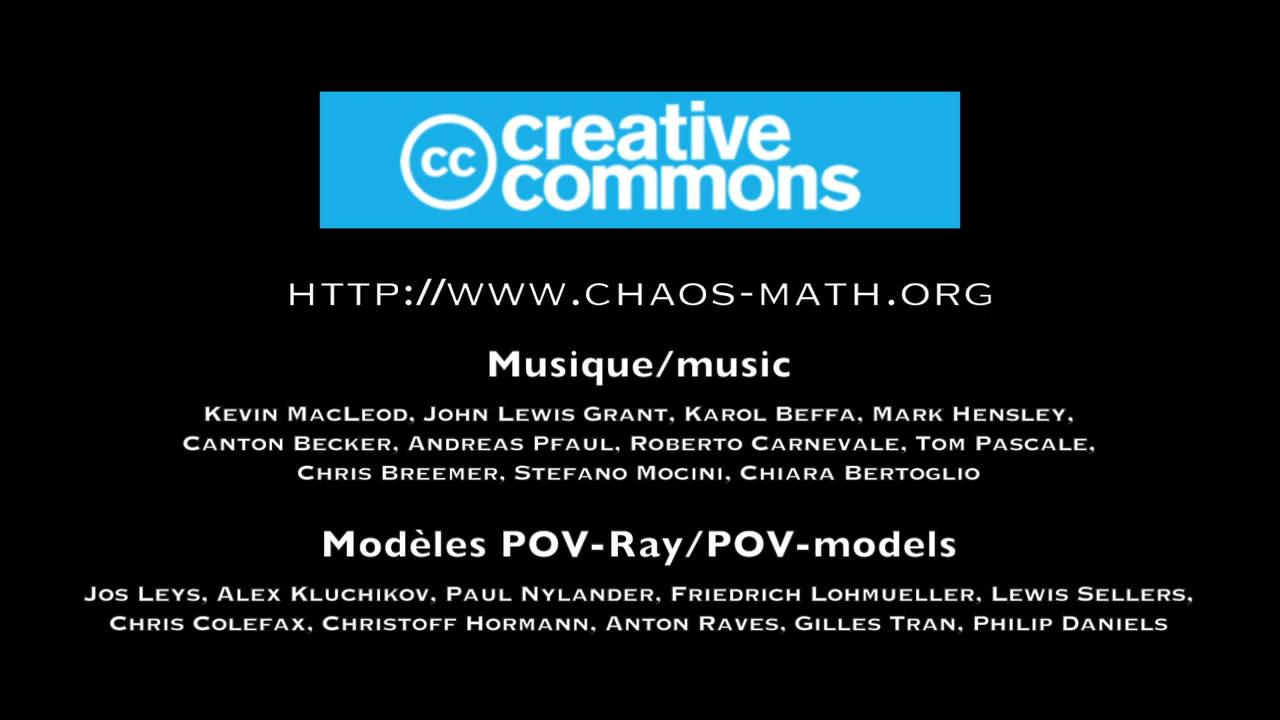 cc creative
commons
HTTP://WWW.CHAOS-MATH.ORG
Musique/music
Kevin MacLeod, John Lewis Grant, Karol Beffa, Mark Hensley,
Canton Becker, Andreas Pfaul, Roberto Carnevale, Tom Pascale,
Chris Breemer, Stefano Mocini, Chiara Bertoglio
Modèles POV-Ray/POV-models
Jos Leys, Alex Kluchikov, Paul Nylander, Friedrich Lohmueller, Lewis Sellers,
Chris Colefax, Christoff Hormann, Anton Raves, Gilles Tran, Philip Daniels